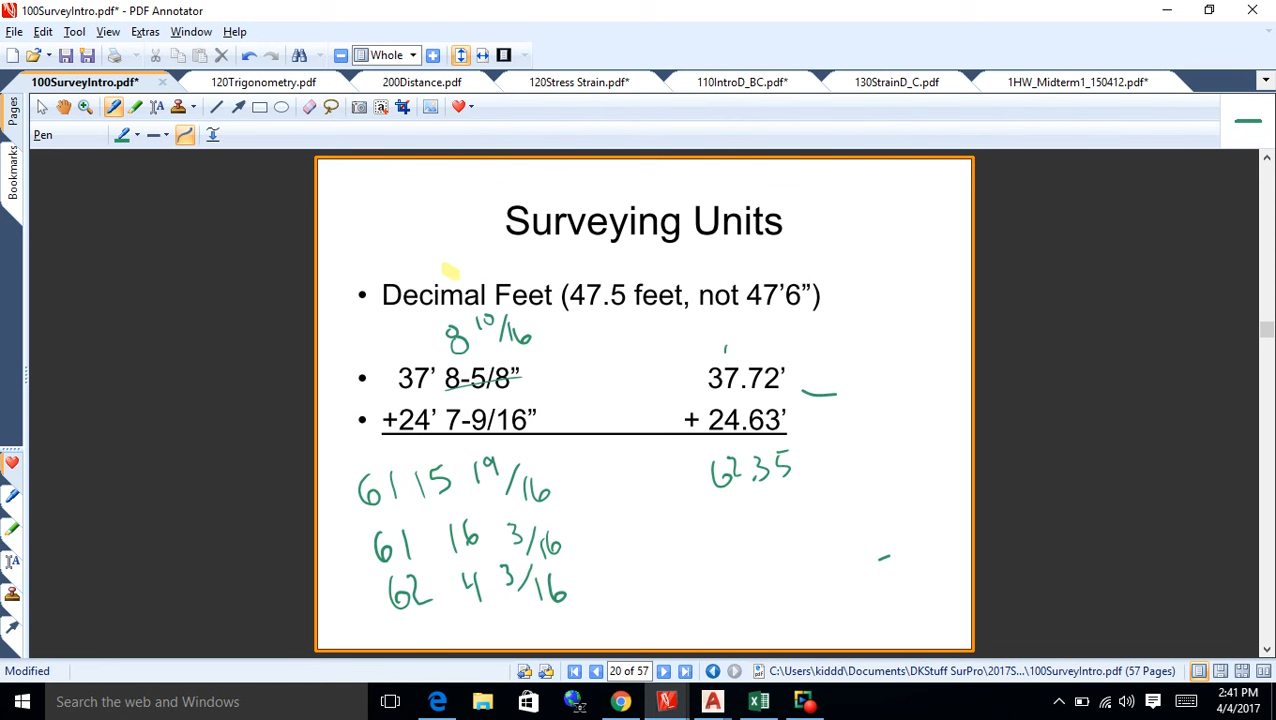 100SurveyIntro.pdf* - PDF Annotator
File Edit Tool View Extras Window Help
Whole
100SurveyIntro.pdf* 120Trigonometry.pdf 200Distance.pdf 120Stress Strain.pdf* 110IntroD_BC.pdf* 130StrainD_C.pdf 1HW_Midterm1_150412.pdf*
Pen
Pages
Bookmarks
Surveying Units
• Decimal Feet (47.5 feet, not 47’6”)
8 10/16
• 37’ 8-5/8” 37.72’
• +24’ 7-9/16” + 24.63’
61 15 19/16 62.35
61 16 3/16
62 4 3/16
Modified 20 of 57 C:\Users\kiddd\Documents\DKStuff SurPro\2017S...\100SurveyIntro.pdf (57 Pages)
Search the web and Windows
2:41 PM
4/4/2017